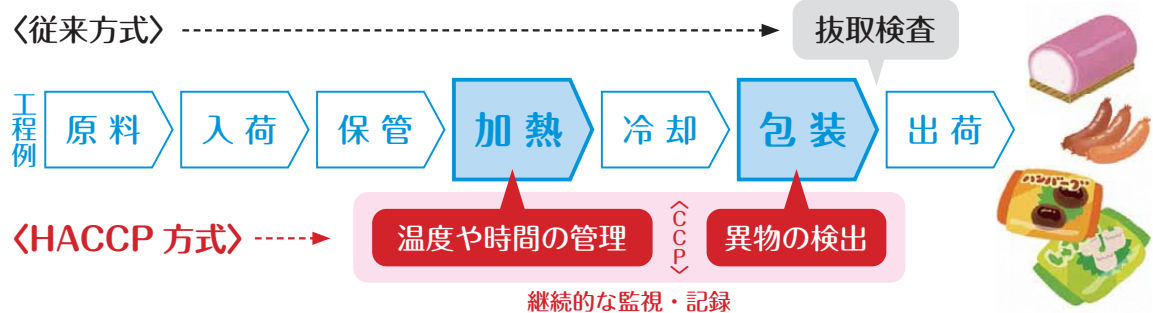 〈従来方式〉
抜取検査
工程例
原料
入荷
保管
加熱
冷却
包装
出荷
〈HACCP 方式〉
温度や時間の管理
〈CCP〉
異物の検出
継続的な監視・記録
ハンバーグ